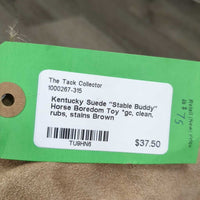 The Tack Collector
1000267-315
Kentucky Suede "Stable Buddy"
Horse Boredom Toy *gc, clean,
rubs, stains Brown
TU9HN6
$37.50